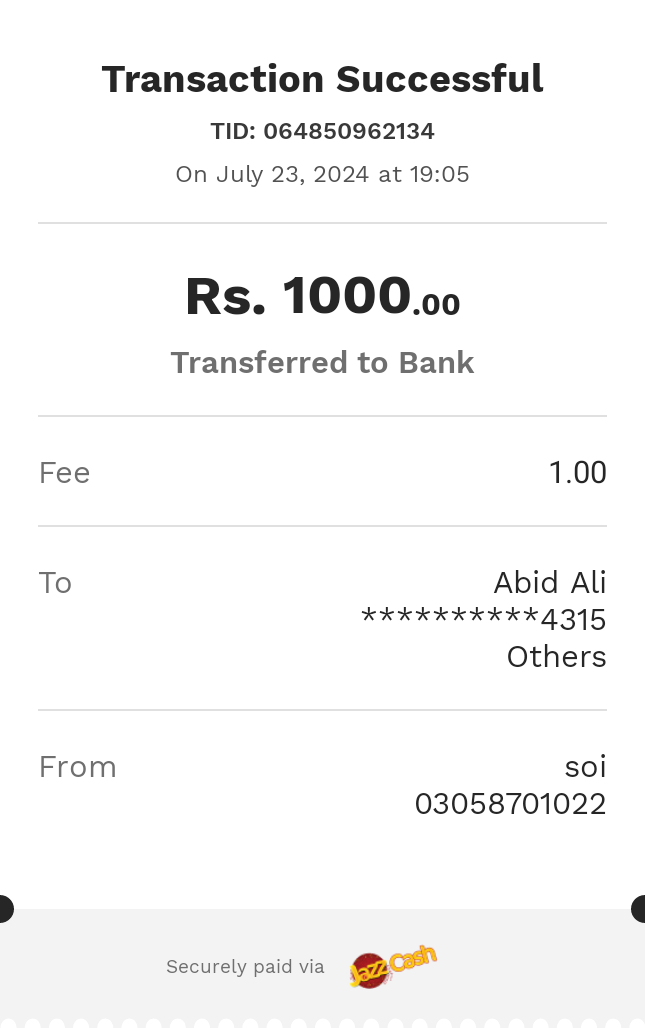 Transaction Successful
TID: 064850962134
On July 23, 2024 at 19:05
Rs. 1000.00
Transferred to Bank
Fee 1.00
To Abid Ali
**********4315
Others
From soi
03058701022
Securely paid via JazzCash